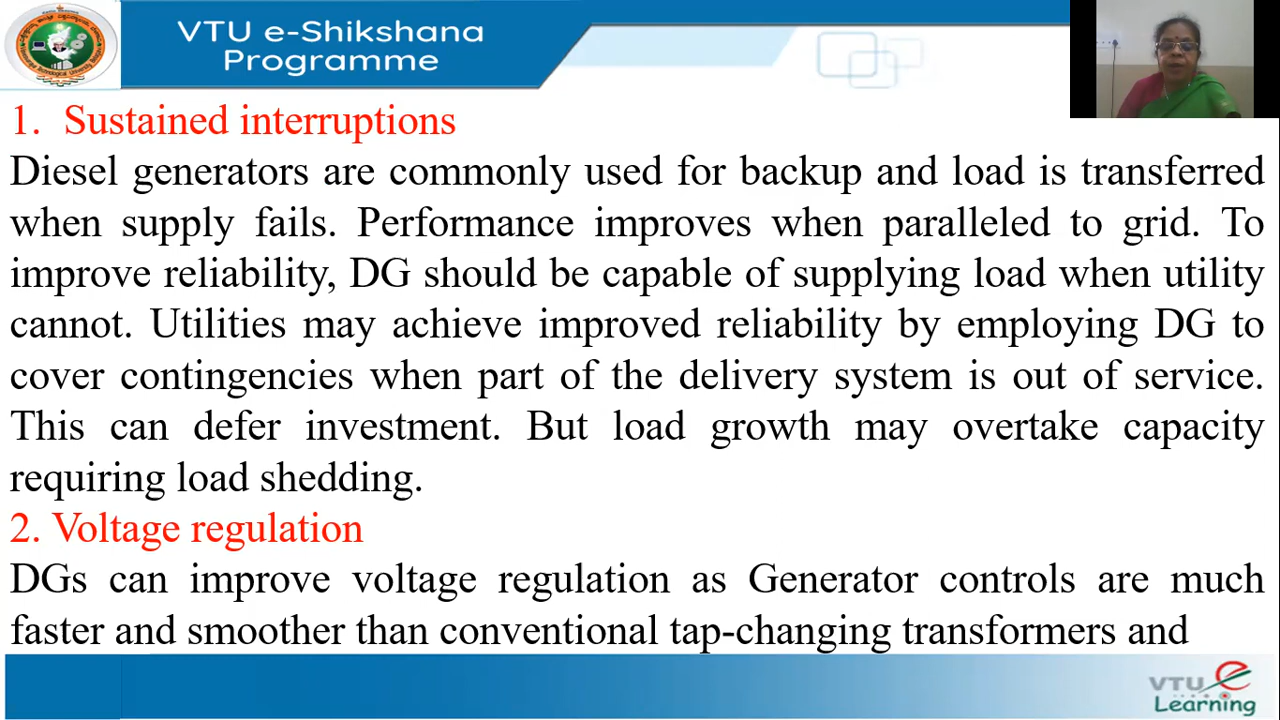 VTU e-Shikshana
Programme
1. Sustained interruptions
Diesel generators are commonly used for backup and load is transferred
when supply fails. Performance improves when paralleled to grid. To
improve reliability, DG should be capable of supplying load when utility
cannot. Utilities may achieve improved reliability by employing DG to
cover contingencies when part of the delivery system is out of service.
This can defer investment. But load growth may overtake capacity
requiring load shedding.
2. Voltage regulation
DGs can improve voltage regulation as Generator controls are much
faster and smoother than conventional tap-changing transformers and
VTU e
Learning